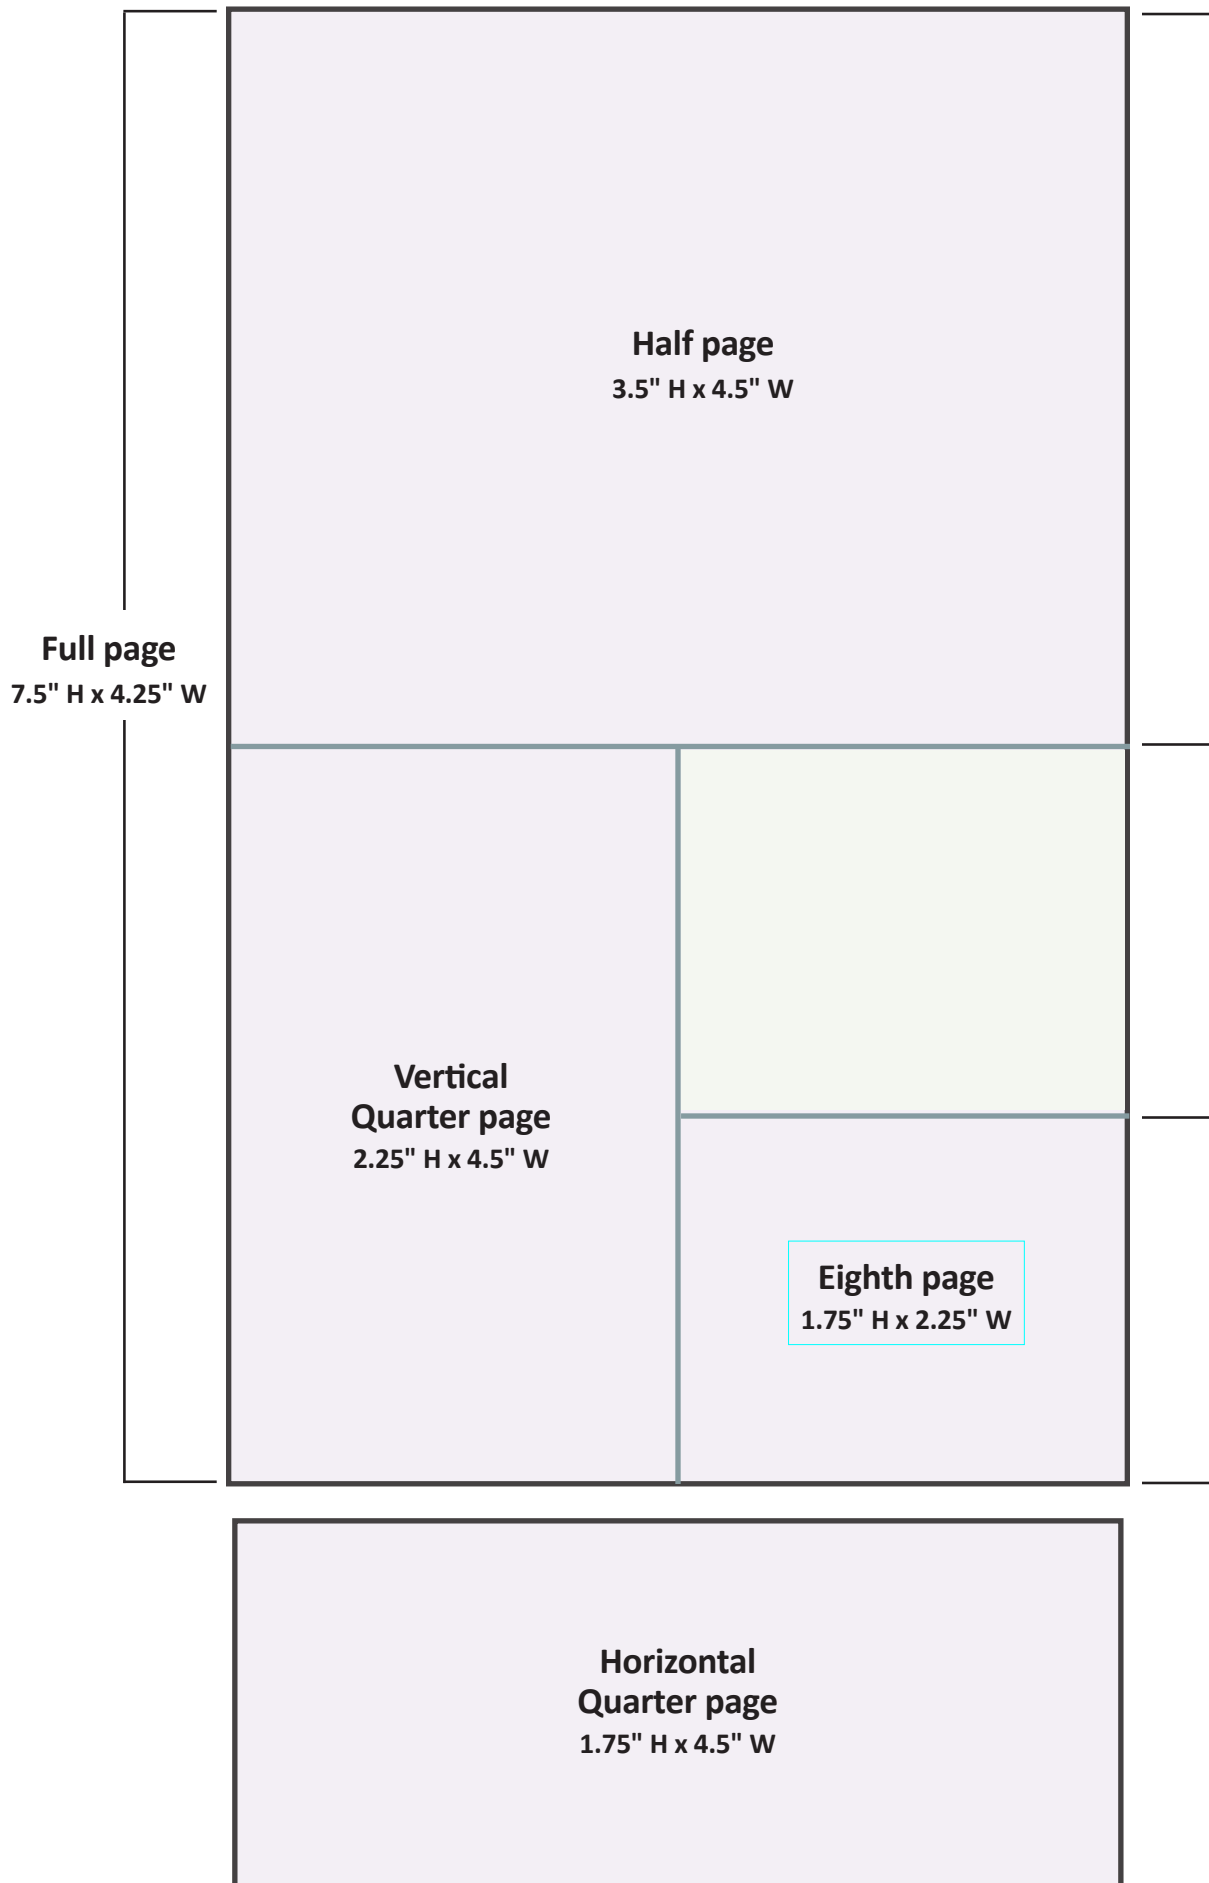 Half page
3.5" H x 4.5" W
Full page
7.5" H x 4.25" W
Vertical
Quarter page
2.25" H x 4.5" W
Eighth page
1.75" H x 2.25" W
Horizontal
Quarter page
1.75" H x 4.5" W